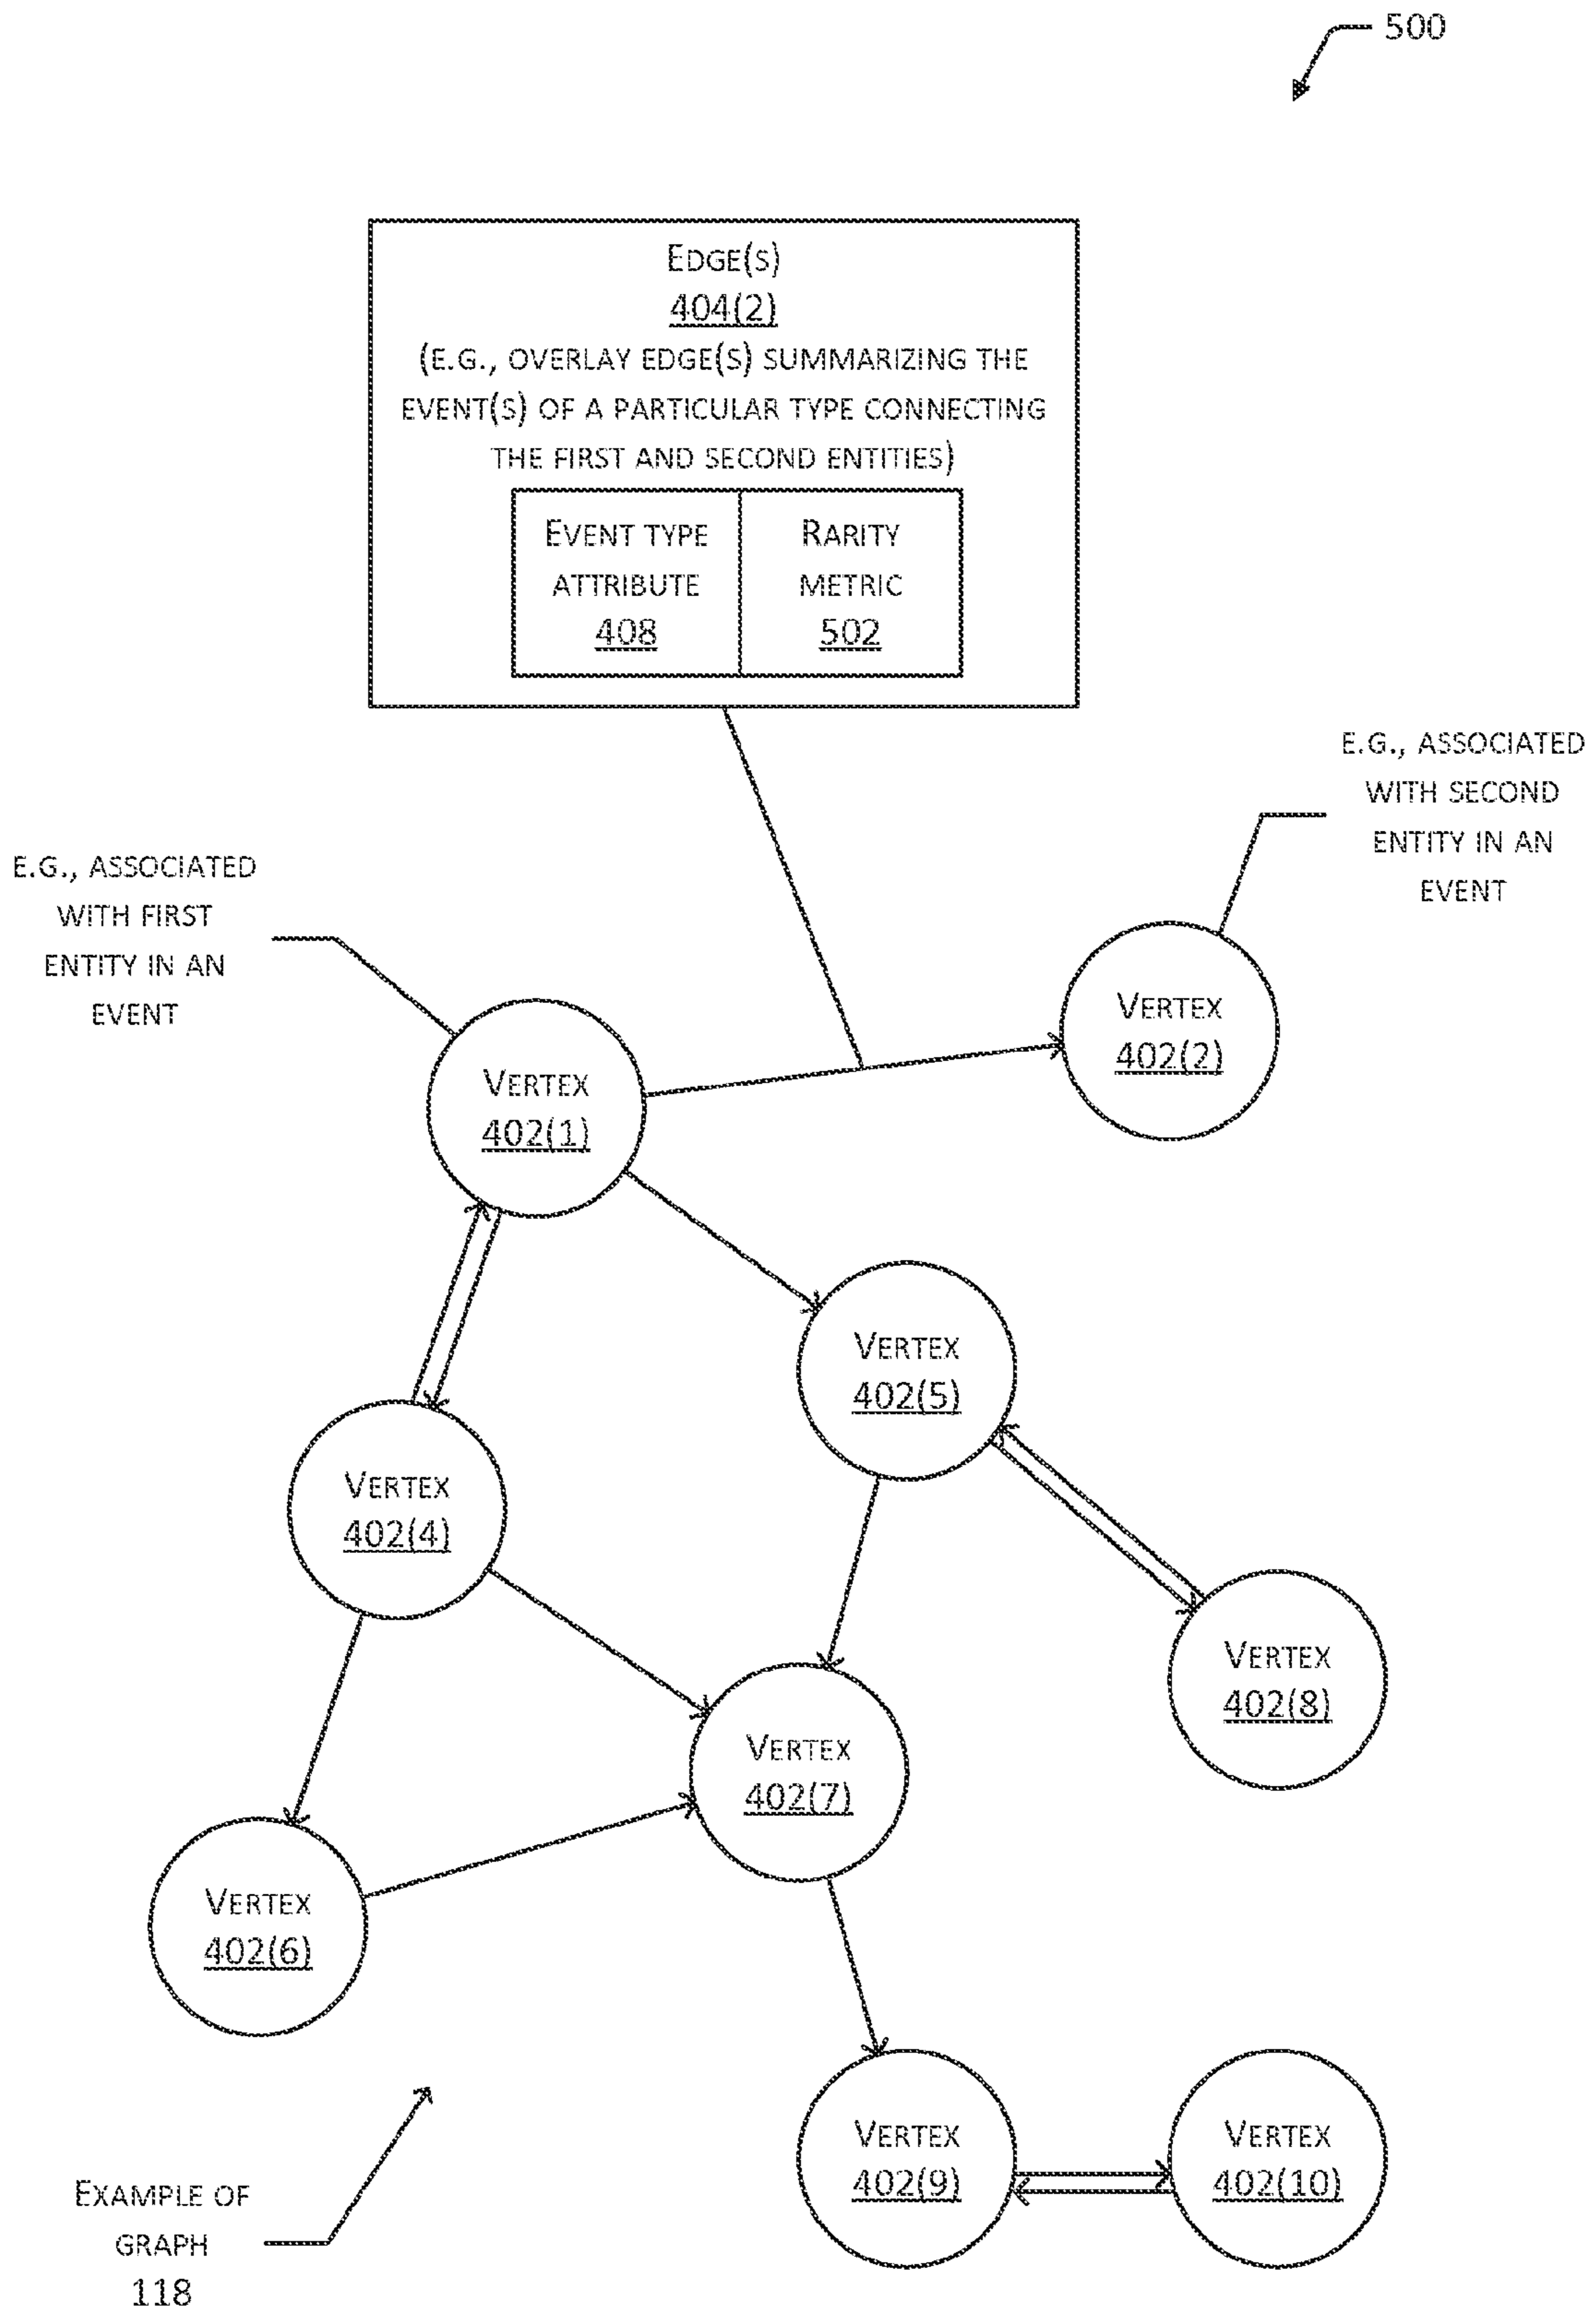 500
EDGE(S)
404(2)
(E.G., OVERLAY EDGE(S) SUMMARIZING THE
EVENT(S) OF A PARTICULAR TYPE CONNECTING
THE FIRST AND SECOND ENTITIES)
EVENT TYPE
ATTRIBUTE
408
RARITY
METRIC
502
E.G., ASSOCIATED
WITH SECOND
ENTITY IN AN
EVENT
E.G., ASSOCIATED
WITH FIRST
ENTITY IN AN
EVENT
VERTEX
402(2)
VERTEX
402(1)
VERTEX
402(5)
VERTEX
402(4)
VERTEX
402(8)
VERTEX
402(7)
VERTEX
402(6)
VERTEX
402(9)
VERTEX
402(10)
EXAMPLE OF
GRAPH
118